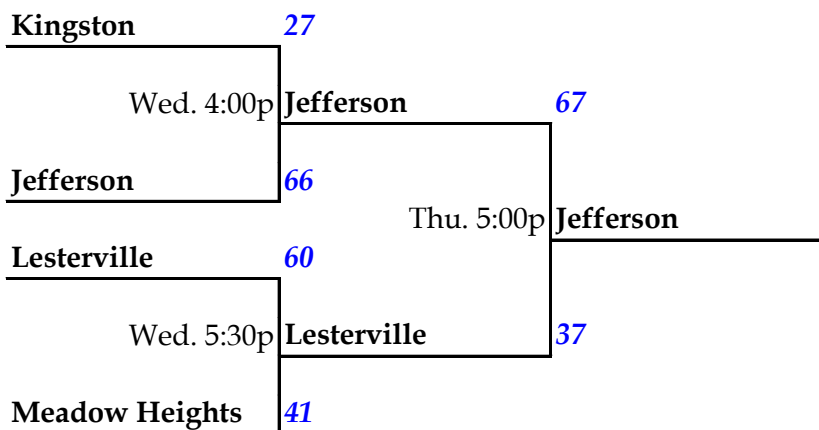 Kingston 27
Wed. 4:00p Jefferson 67
Jefferson 66
Thu. 5:00p Jefferson
Lesterville 60
Wed. 5:30p Lesterville 37
Meadow Heights 41